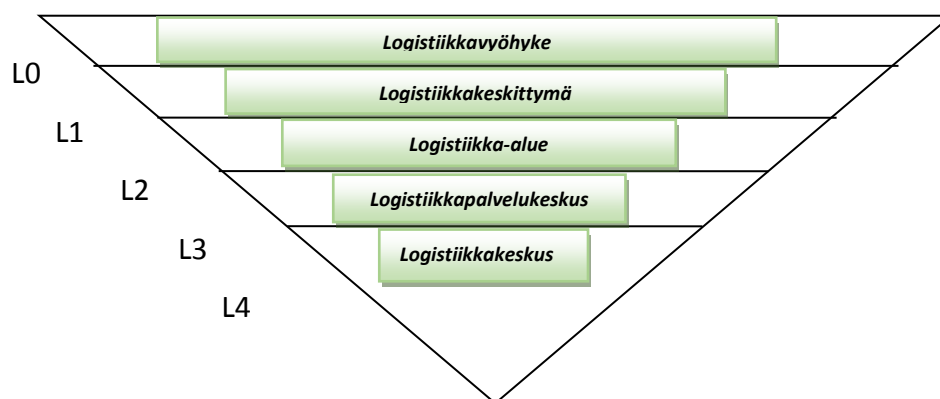 Logistiikkavyöhyke
L0
Logistiikkakeskittymä
L1
Logistiikka-alue
L2
Logistiikkapalvelukeskus
L3
Logistiikkakeskus
L4